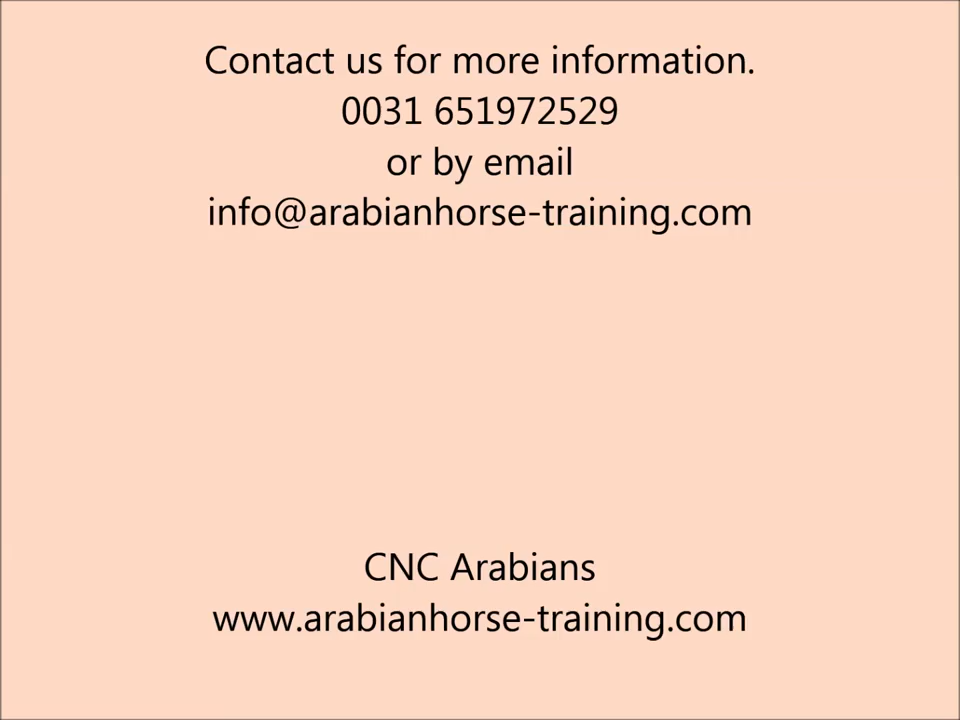 Contact us for more information.
0031 651972529
or by email
info@arabianhorse-training.com
CNC Arabians
www.arabianhorse-training.com